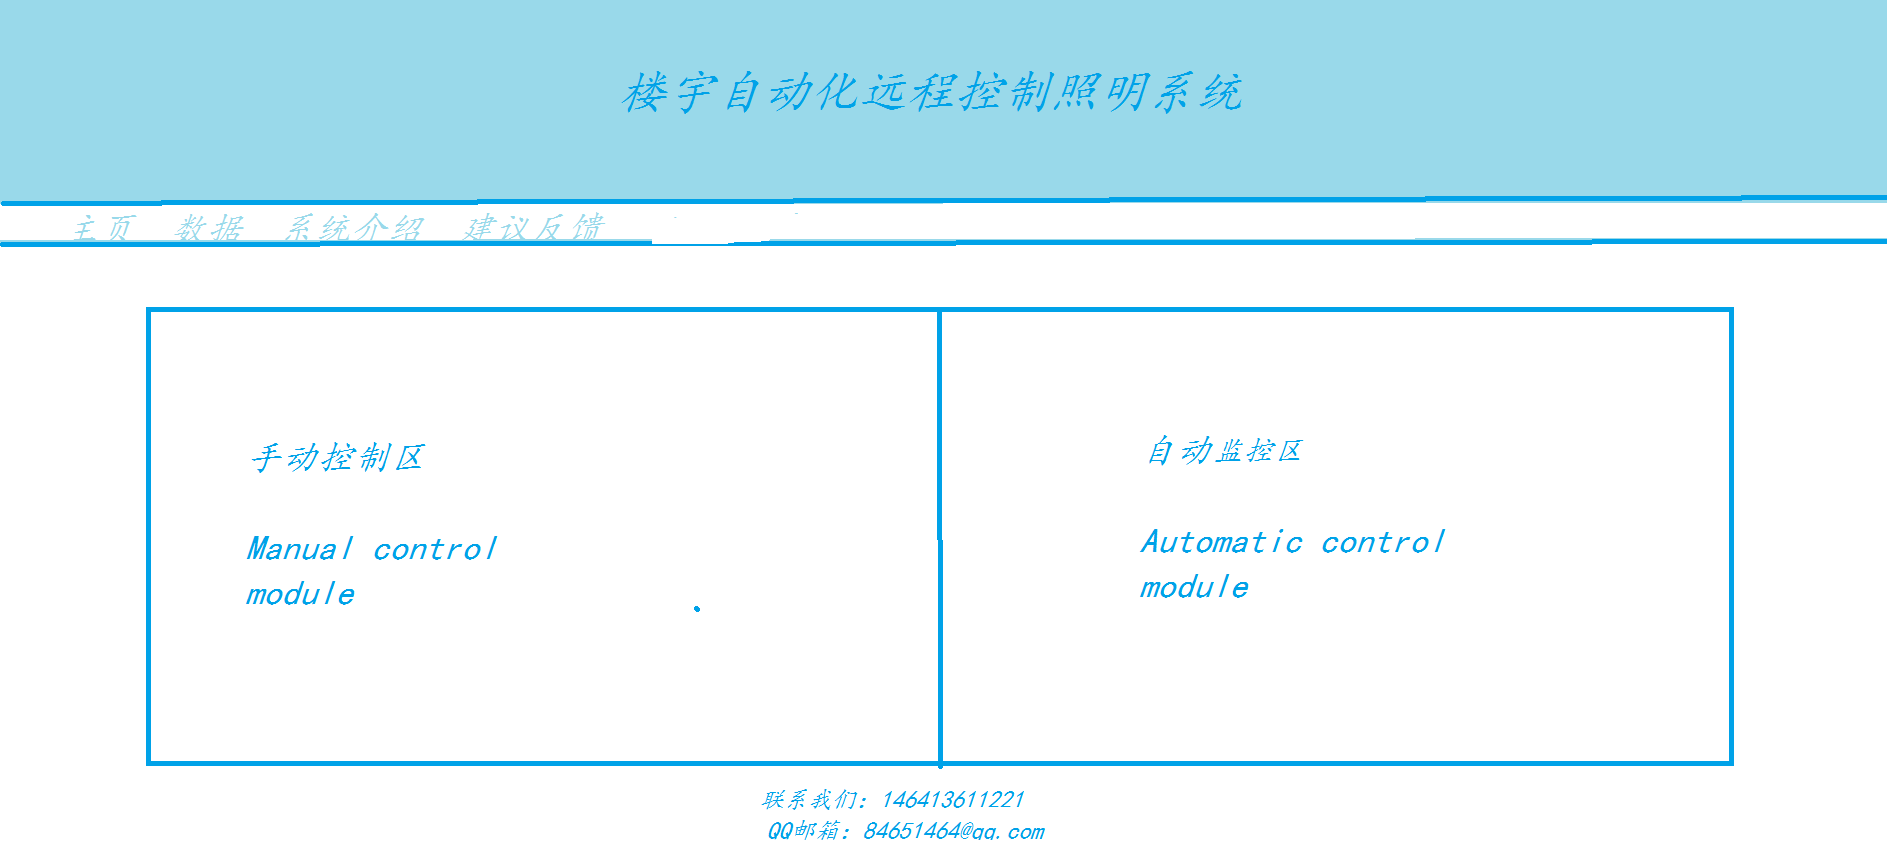 楼宇自动化远程控制照明系统
主页 数据 系统介绍 建议反馈
手动控制区
Manual control
module
自动监控区
Automatic control
module
联系我们：146413611221
QQ邮箱：84651464@qq.com